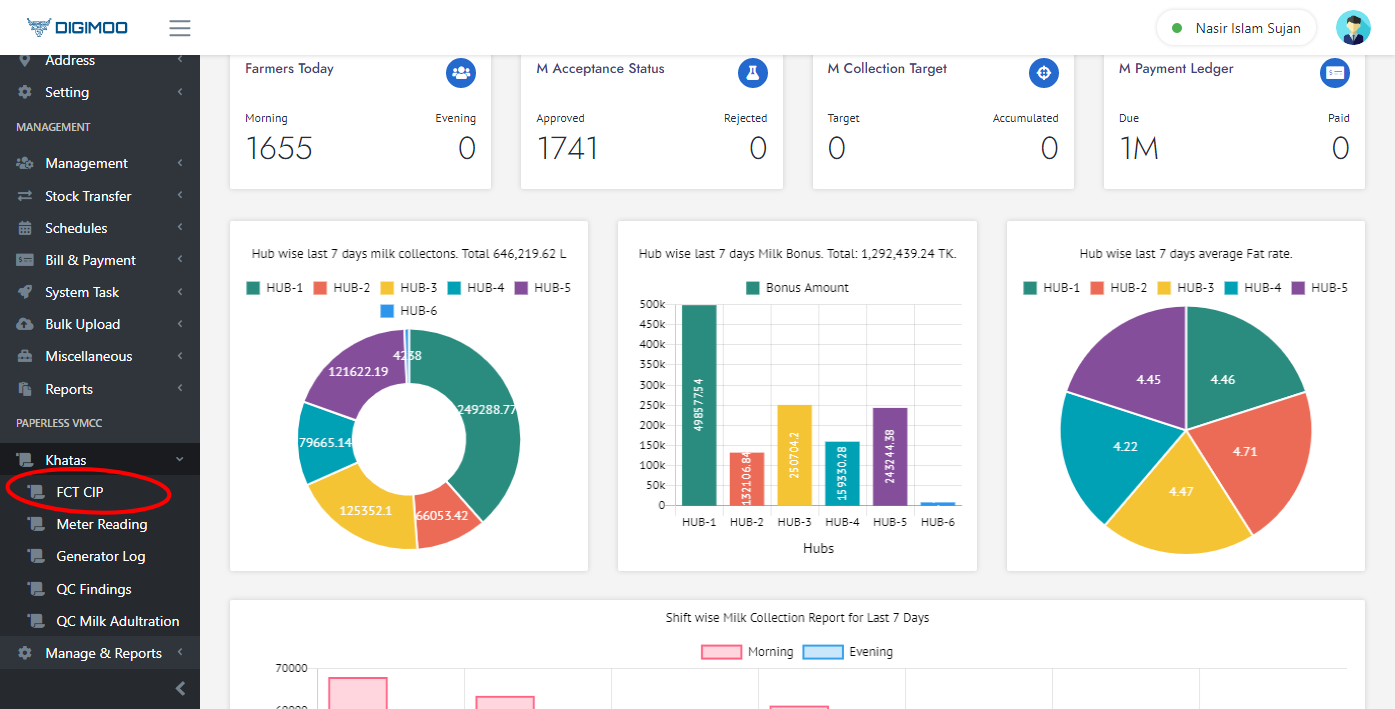 DIGIMOO
Nasir Islam Sujan
Address
Setting
MANAGEMENT
Management
Stock Transfer
Schedules
Bill & Payment
System Task
Bulk Upload
Miscellaneous
Reports
PAPERLESS VMCC
Khatas
FCT CIP
Meter Reading
Generator Log
QC Findings
QC Milk Adultration
Manage & Reports
Farmers Today
Morning Evening
1655 0
M Acceptance Status
Approved Rejected
1741 0
M Collection Target
Target Accumulated
0 0
M Payment Ledger
Due Paid
1M 0
Hub wise last 7 days milk collectons. Total 646,219.62 L
HUB-1 HUB-2 HUB-3 HUB-4 HUB-5
HUB-6
4238
121622.19
249288.77
79665.14
125352.1
66053.42
Hub wise last 7 days Milk Bonus. Total: 1,292,439.24 TK.
Bonus Amount
500k
450k
400k
350k
300k
250k
200k
150k
100k
50k
0
498577.54
132106.84
250704.2
159330.28
243244.38
HUB-1 HUB-2 HUB-3 HUB-4 HUB-5 HUB-6
Hubs
Hub wise last 7 days average Fat rate.
HUB-1 HUB-2 HUB-3 HUB-4 HUB-5
4.45
4.46
4.22
4.71
4.47
Shift wise Milk Collection Report for Last 7 Days
Morning Evening
70000
60000